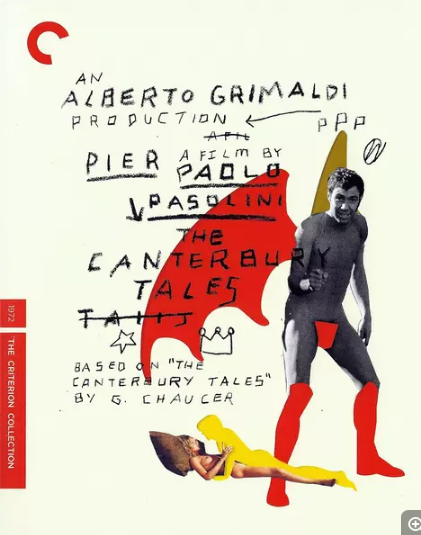 AN
ALBERTO GRIMALDI
PRODUCTION
PPP
A FIL
PIER A FILM BY PAOLO
PASOLINI
THE
CANTERBURY
TALES
BASED ON "THE
CANTERBURY TALES"
BY G. CHAUCER
1972
THE CRITERION COLLECTION